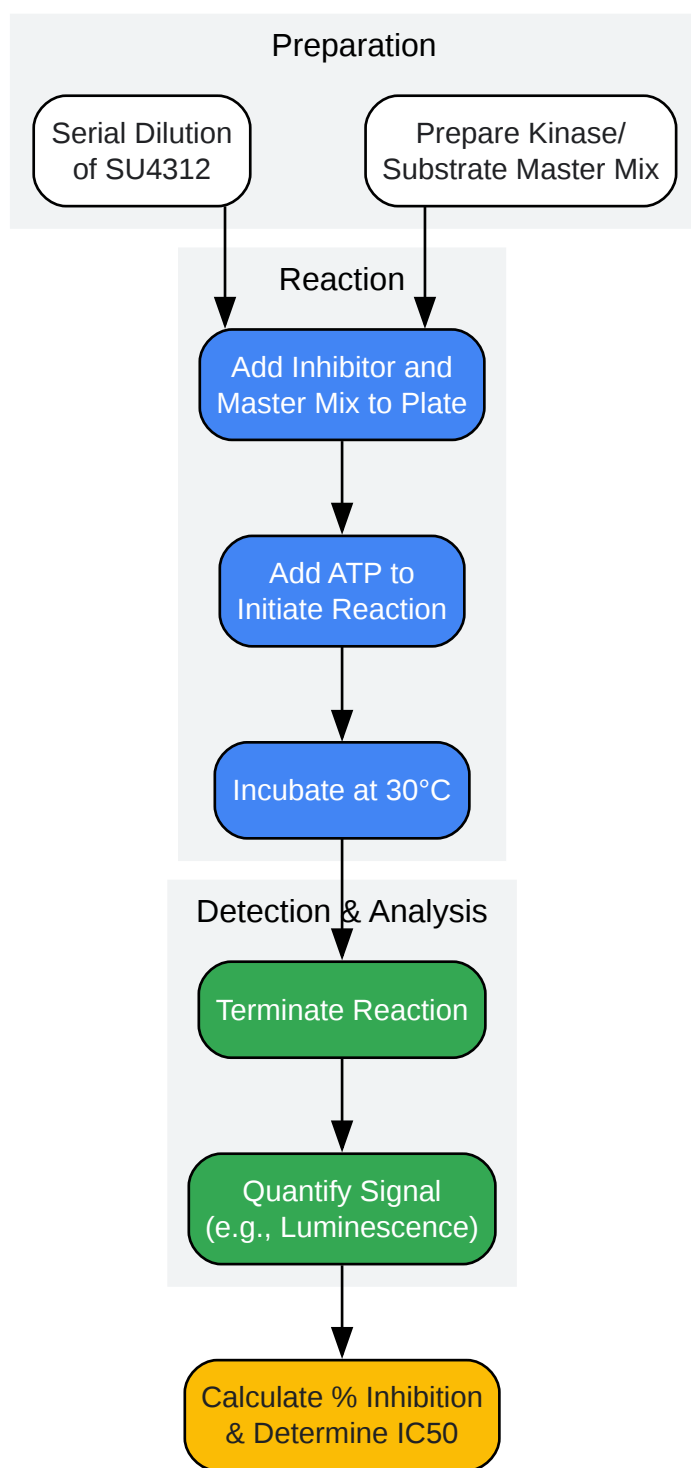 Preparation
Serial Dilution
of SU4312
Prepare Kinase/
Substrate Master Mix
Reaction
Add Inhibitor and
Master Mix to Plate
Add ATP to
Initiate Reaction
Incubate at 30°C
Detection & Analysis
Terminate Reaction
Quantify Signal
(e.g., Luminescence)
Calculate % Inhibition
& Determine IC50